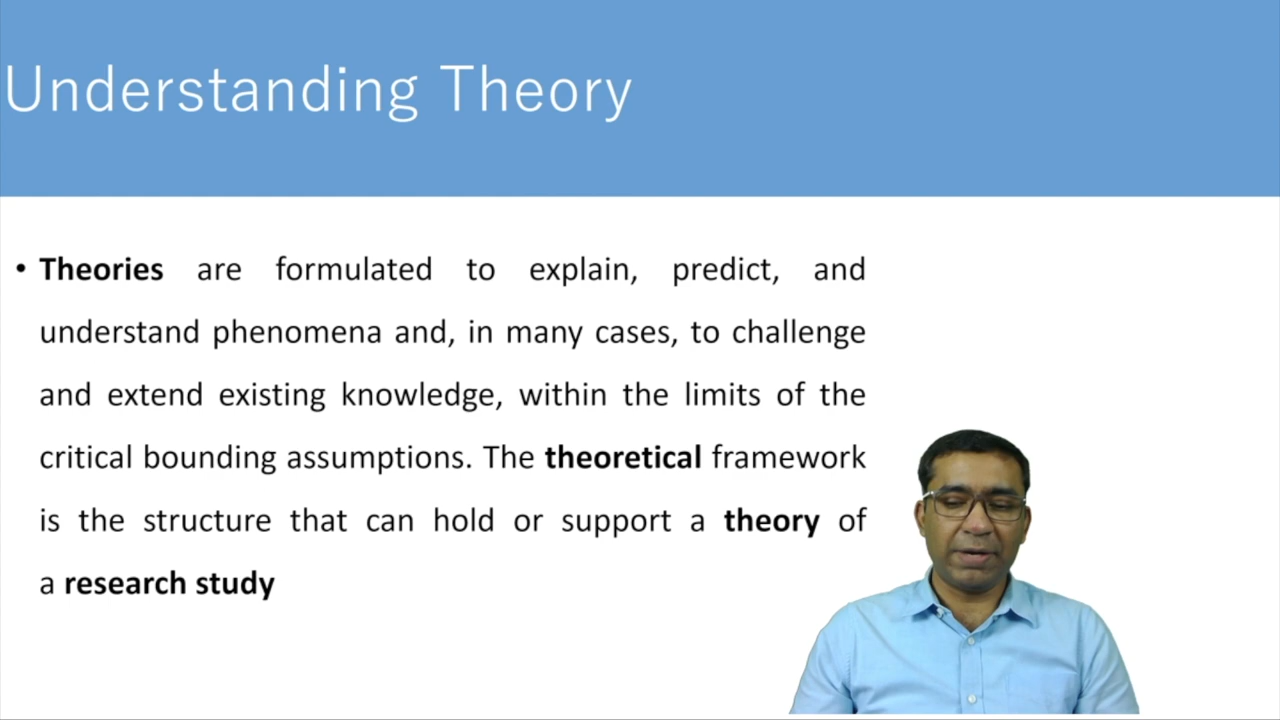 Understanding Theory
• Theories are formulated to explain, predict, and
understand phenomena and, in many cases, to challenge
and extend existing knowledge, within the limits of the
critical bounding assumptions. The theoretical framework
is the structure that can hold or support a theory of
a research study